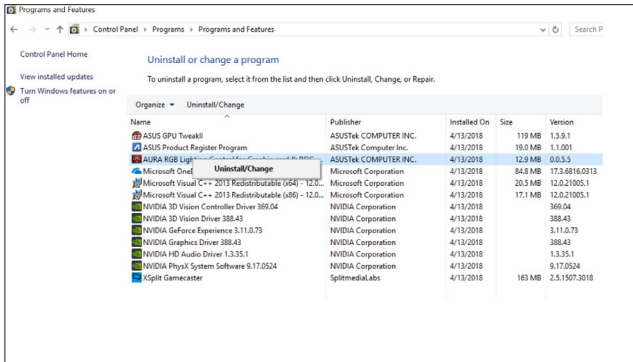 Programs and Features
Control Panel > Programs > Programs and Features
Search P
Control Panel Home
View installed updates
Turn Windows features on or off
Uninstall or change a program
To uninstall a program, select it from the list and then click Uninstall, Change, or Repair.
Organize Uninstall/Change
Name Publisher Installed On Size Version
ASUS GPU TweakII ASUSTek COMPUTER INC. 4/13/2018 119 MB 1.5.9.1
ASUS Product Register Program ASUSTek Computer Inc. 4/13/2018 19.0 MB 1.1.001
AURA RGB Lighting Control for Graphic card & ROG ... ASUSTek COMPUTER INC. 4/13/2018 12.9 MB 0.0.5.5
Uninstall/Change
Microsoft One Microsoft Corporation 4/13/2018 84.8 MB 17.3.6816.0313
Microsoft Visual C++ 2013 Redistributable (x64) - 12.0... Microsoft Corporation 4/13/2018 20.5 MB 12.0.21005.1
Microsoft Visual C++ 2013 Redistributable (x86) - 12.0... Microsoft Corporation 4/13/2018 17.1 MB 12.0.21005.1
NVIDIA 3D Vision Controller Driver 369.04 NVIDIA Corporation 4/13/2018 369.04
NVIDIA 3D Vision Driver 388.43 NVIDIA Corporation 4/13/2018 388.43
NVIDIA GeForce Experience 3.11.0.73 NVIDIA Corporation 4/13/2018 3.11.0.73
NVIDIA Graphics Driver 388.43 NVIDIA Corporation 4/13/2018 388.43
NVIDIA HD Audio Driver 1.3.35.1 NVIDIA Corporation 4/13/2018 1.3.35.1
NVIDIA PhysX System Software 9.17.0524 NVIDIA Corporation 4/13/2018 9.17.0524
XSplit Gamecaster SplitmediaLabs 4/13/2018 163 MB 2.5.1507.3018